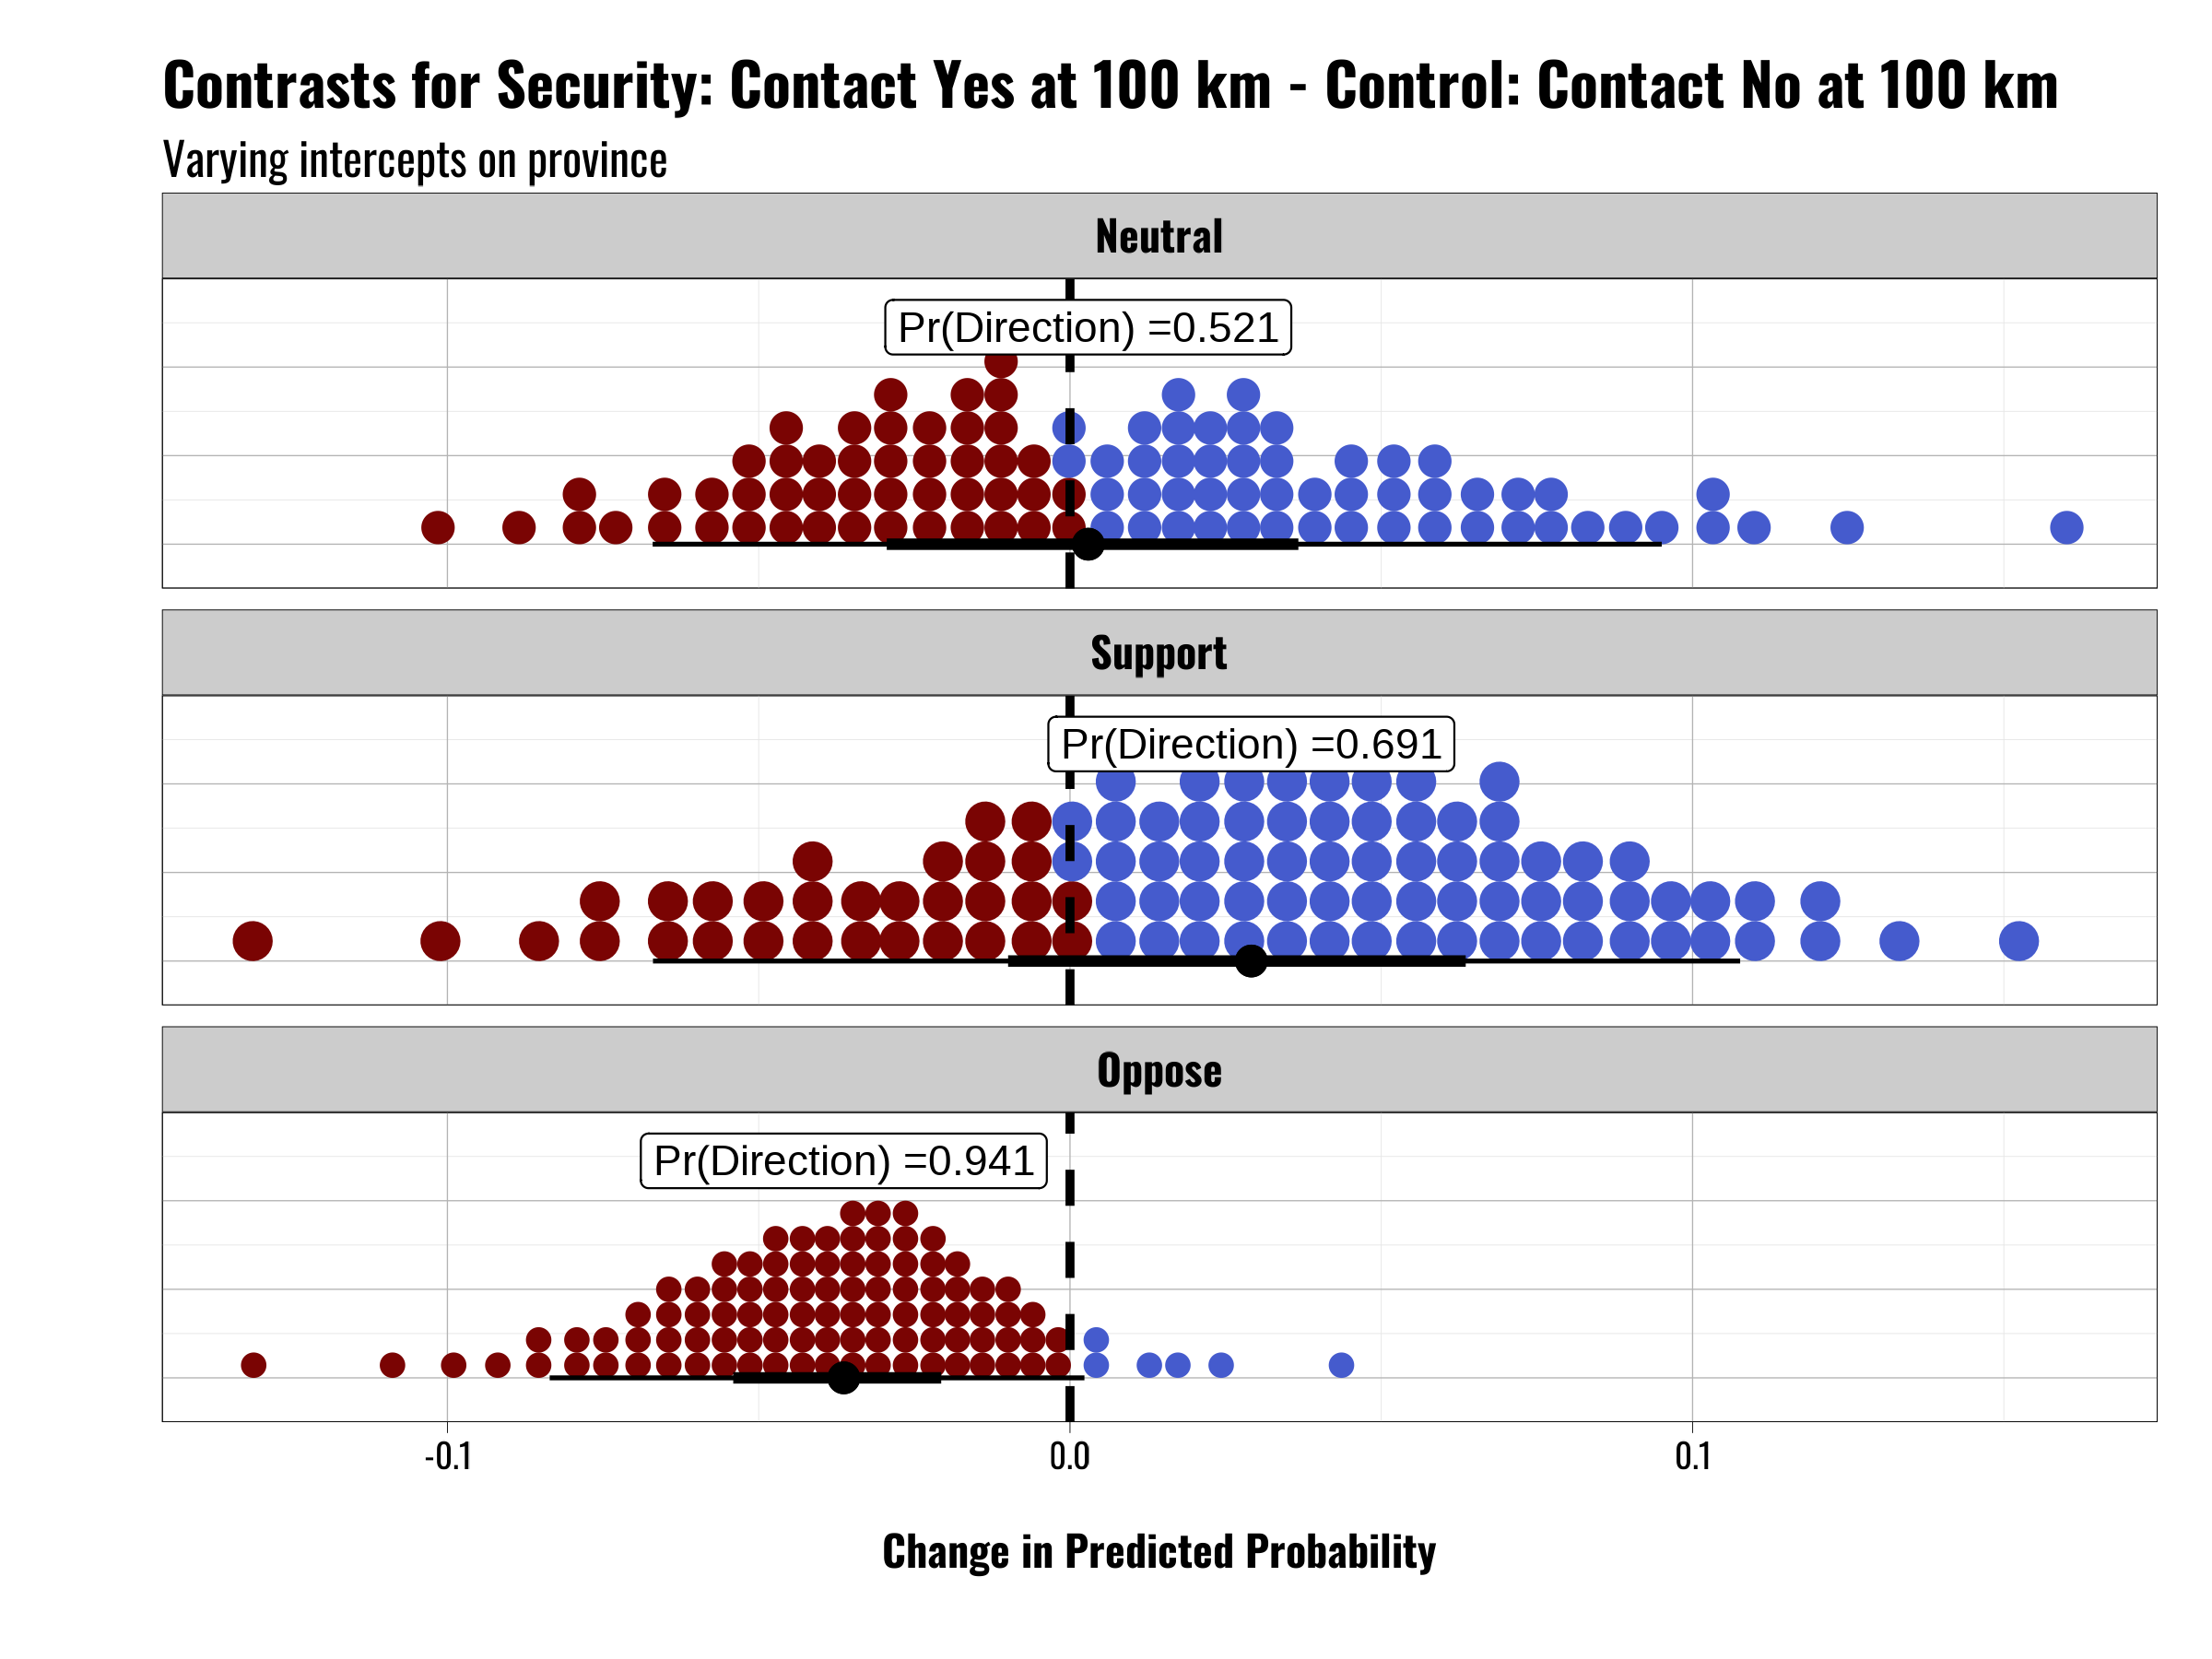 Contrasts for Security: Contact Yes at 100 km - Control: Contact No at 100 km
Varying intercepts on province
Neutral
Pr(Direction) =0.521
Support
Pr(Direction) =0.691
Oppose
Pr(Direction) =0.941
-0.1 0.0 0.1
Change in Predicted Probability